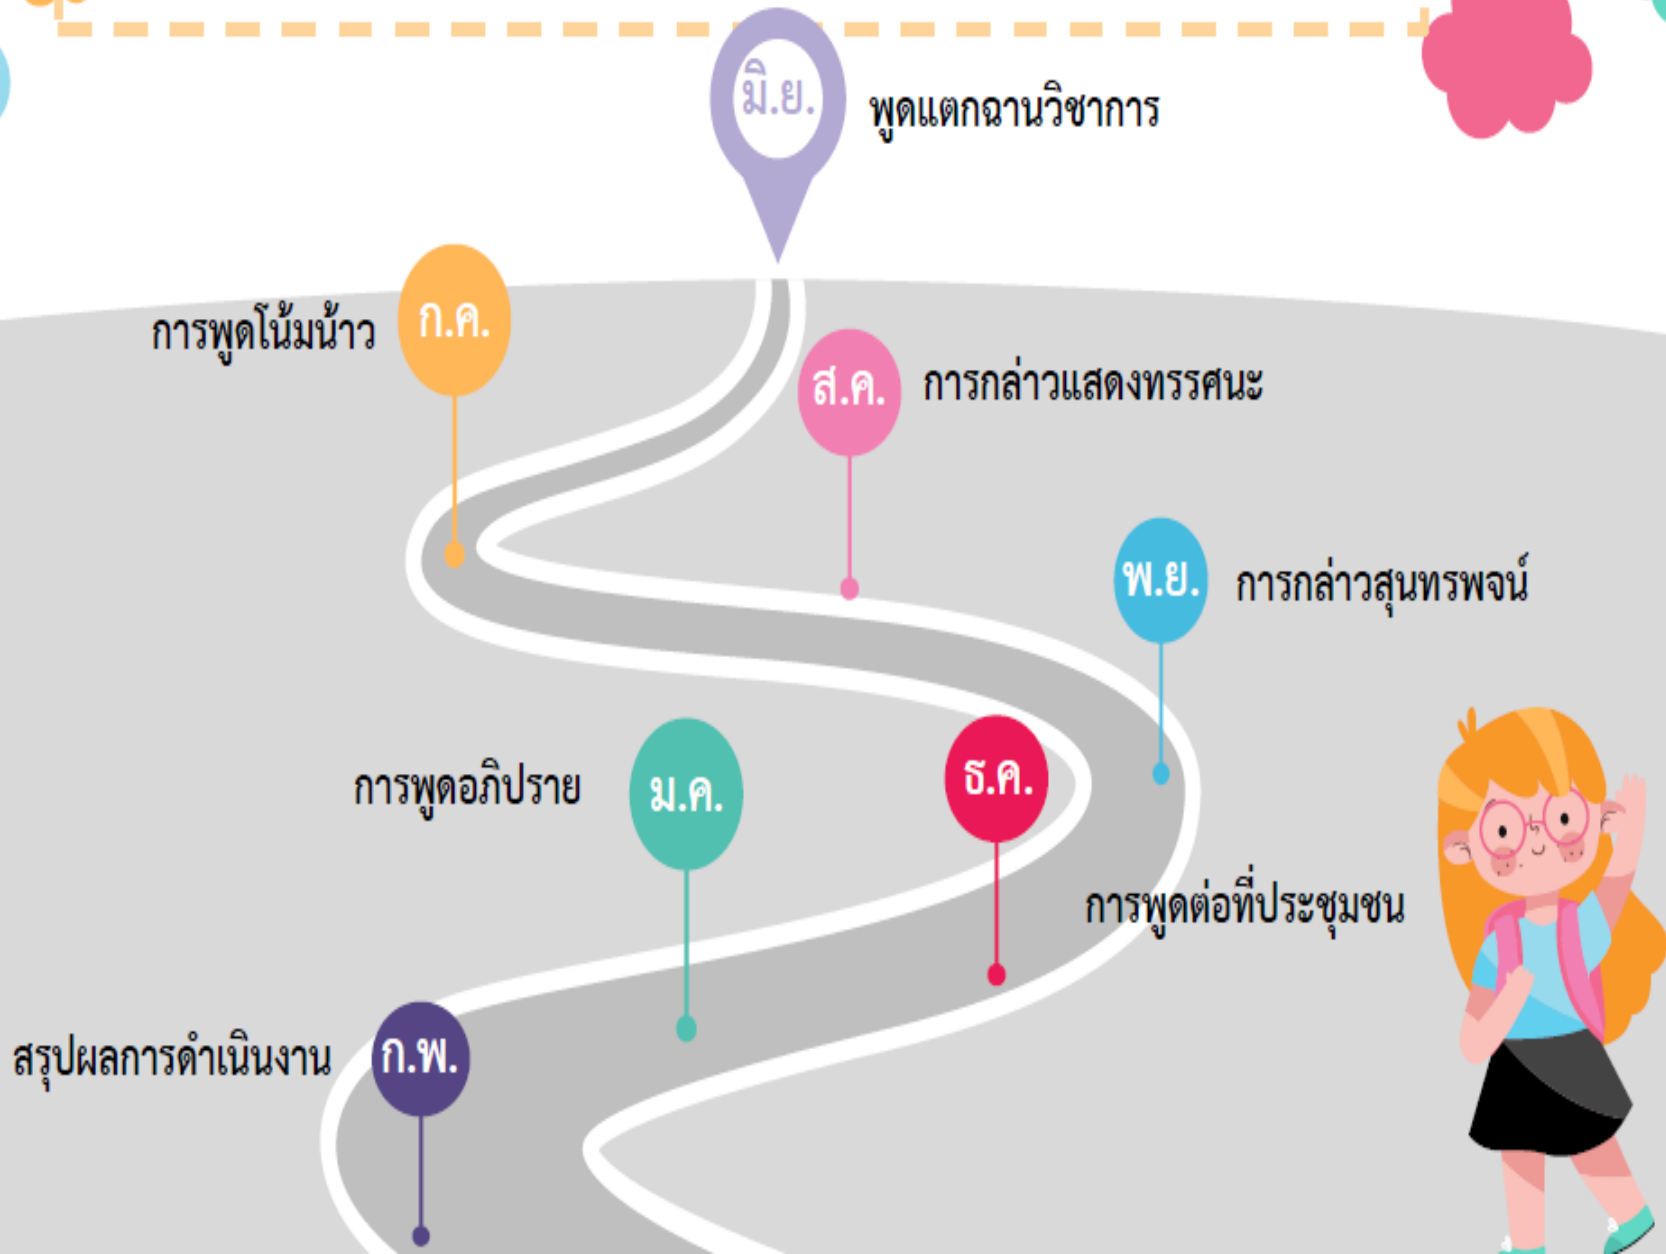 มิ.ย.
พูดแตกฉานวิชาการ
การพูดโน้มน้าว
ก.ค.
ส.ค.
การกล่าวแสดงทรรศนะ
พ.ย.
การกล่าวสุนทรพจน์
ธ.ค.
การพูดต่อที่ประชุมชน
การพูดอภิปราย
ม.ค.
สรุปผลการดำเนินงาน
ก.พ.